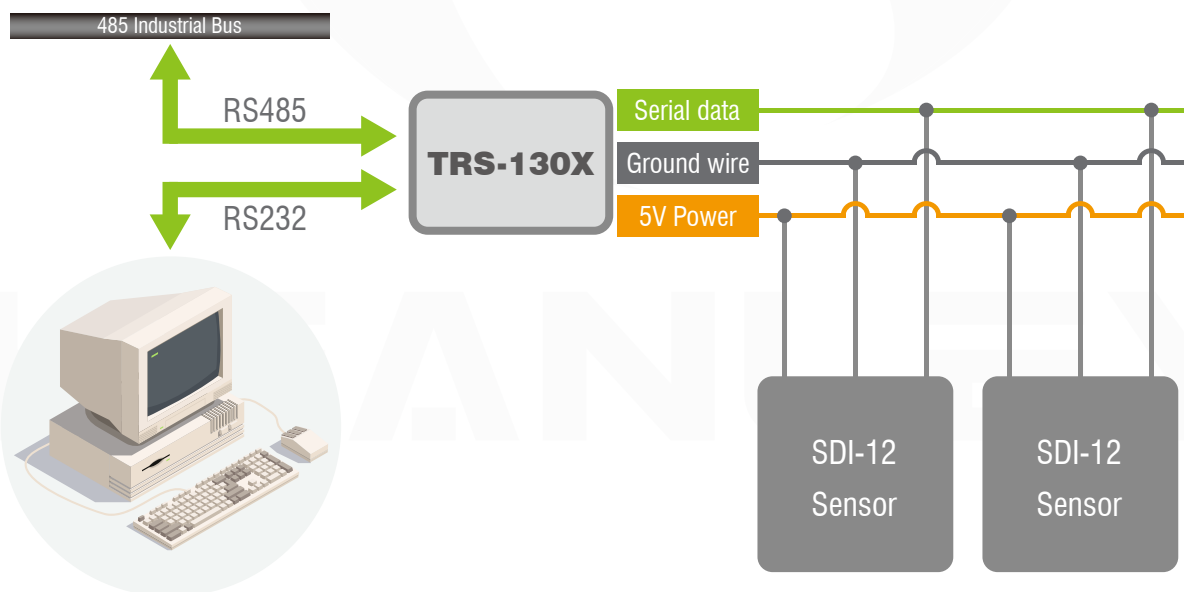 485 Industrial Bus
RS485
RS232
TRS-130X
Serial data
Ground wire
5V Power
SDI-12
Sensor
SDI-12
Sensor